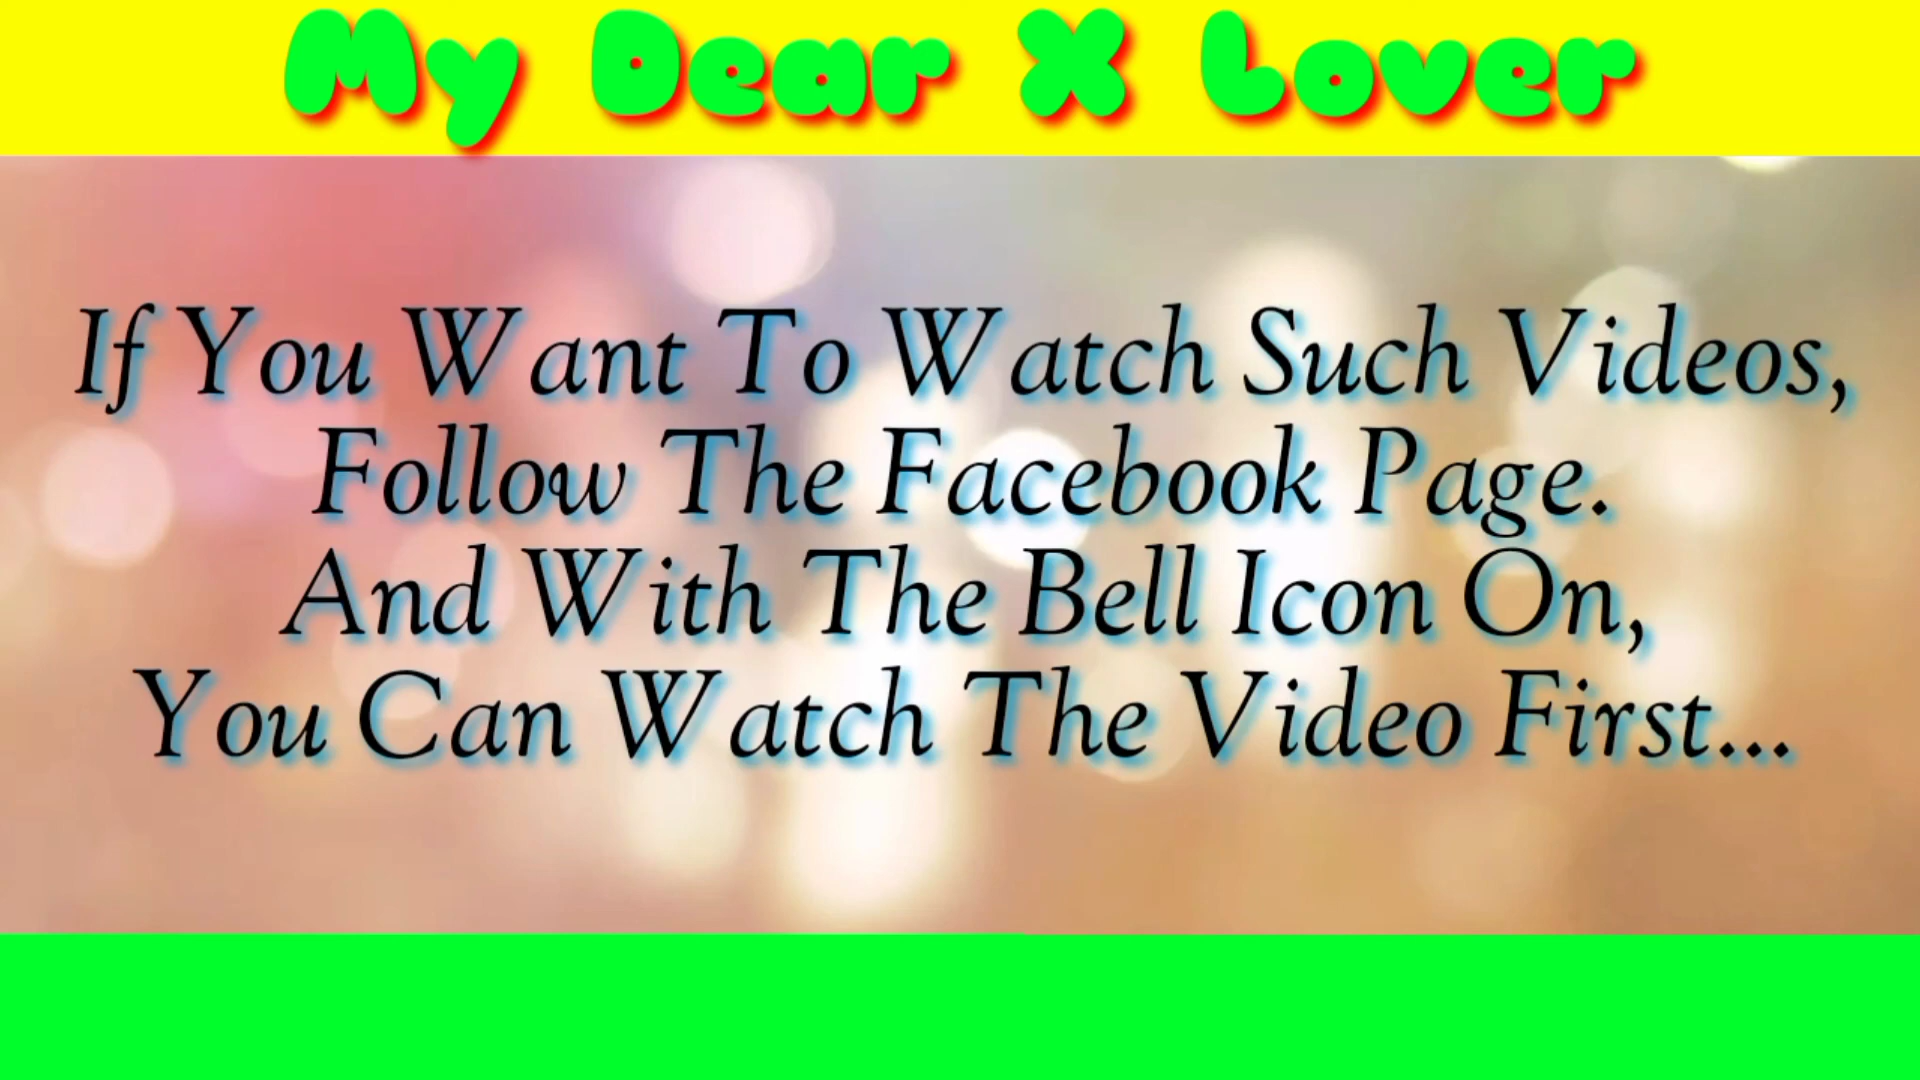 My Dear X Lover
If You Want To Watch Such Videos,
Follow The Facebook Page.
And With The Bell Icon On,
You Can Watch The Video First...